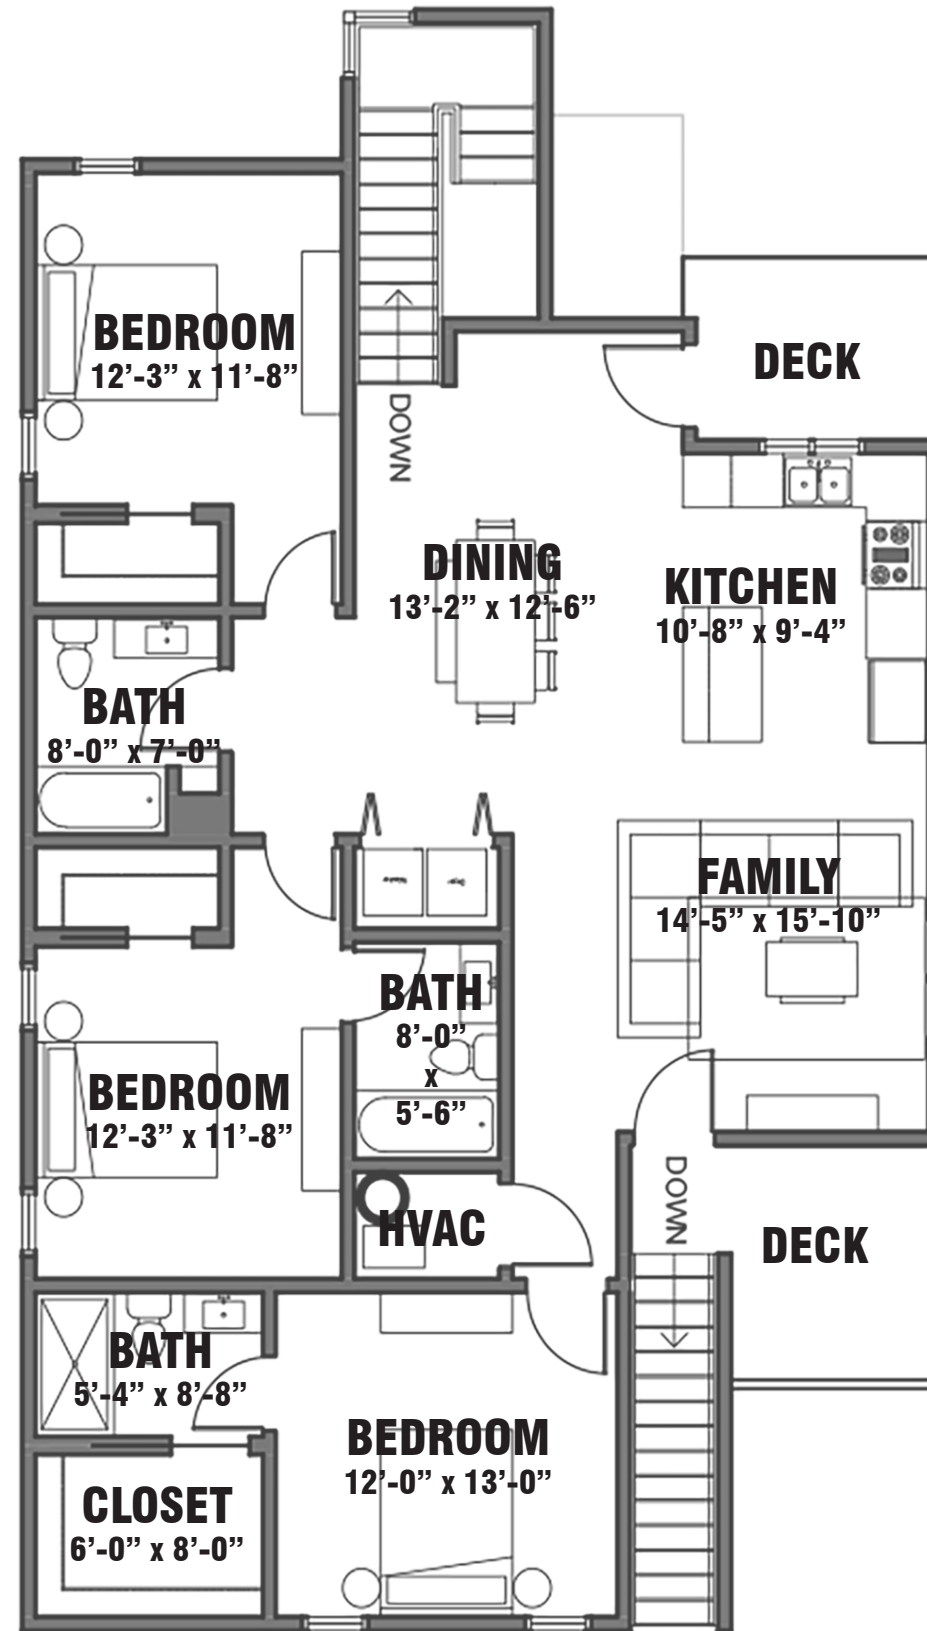 BEDROOM
12’-3” x 11’-8”
DECK
DOWN
DINING
13’-2” x 12’-6”
KITCHEN
10’-8” x 9’-4”
BATH
8’-0” x 7’-0”
FAMILY
14’-5” x 15’-10”
BATH
8’-0”
x
5’-6”
BEDROOM
12’-3” x 11’-8”
DOWN
HVAC
DECK
BATH
5’-4” x 8’-8”
BEDROOM
12’-0” x 13’-0”
CLOSET
6’-0” x 8’-0”